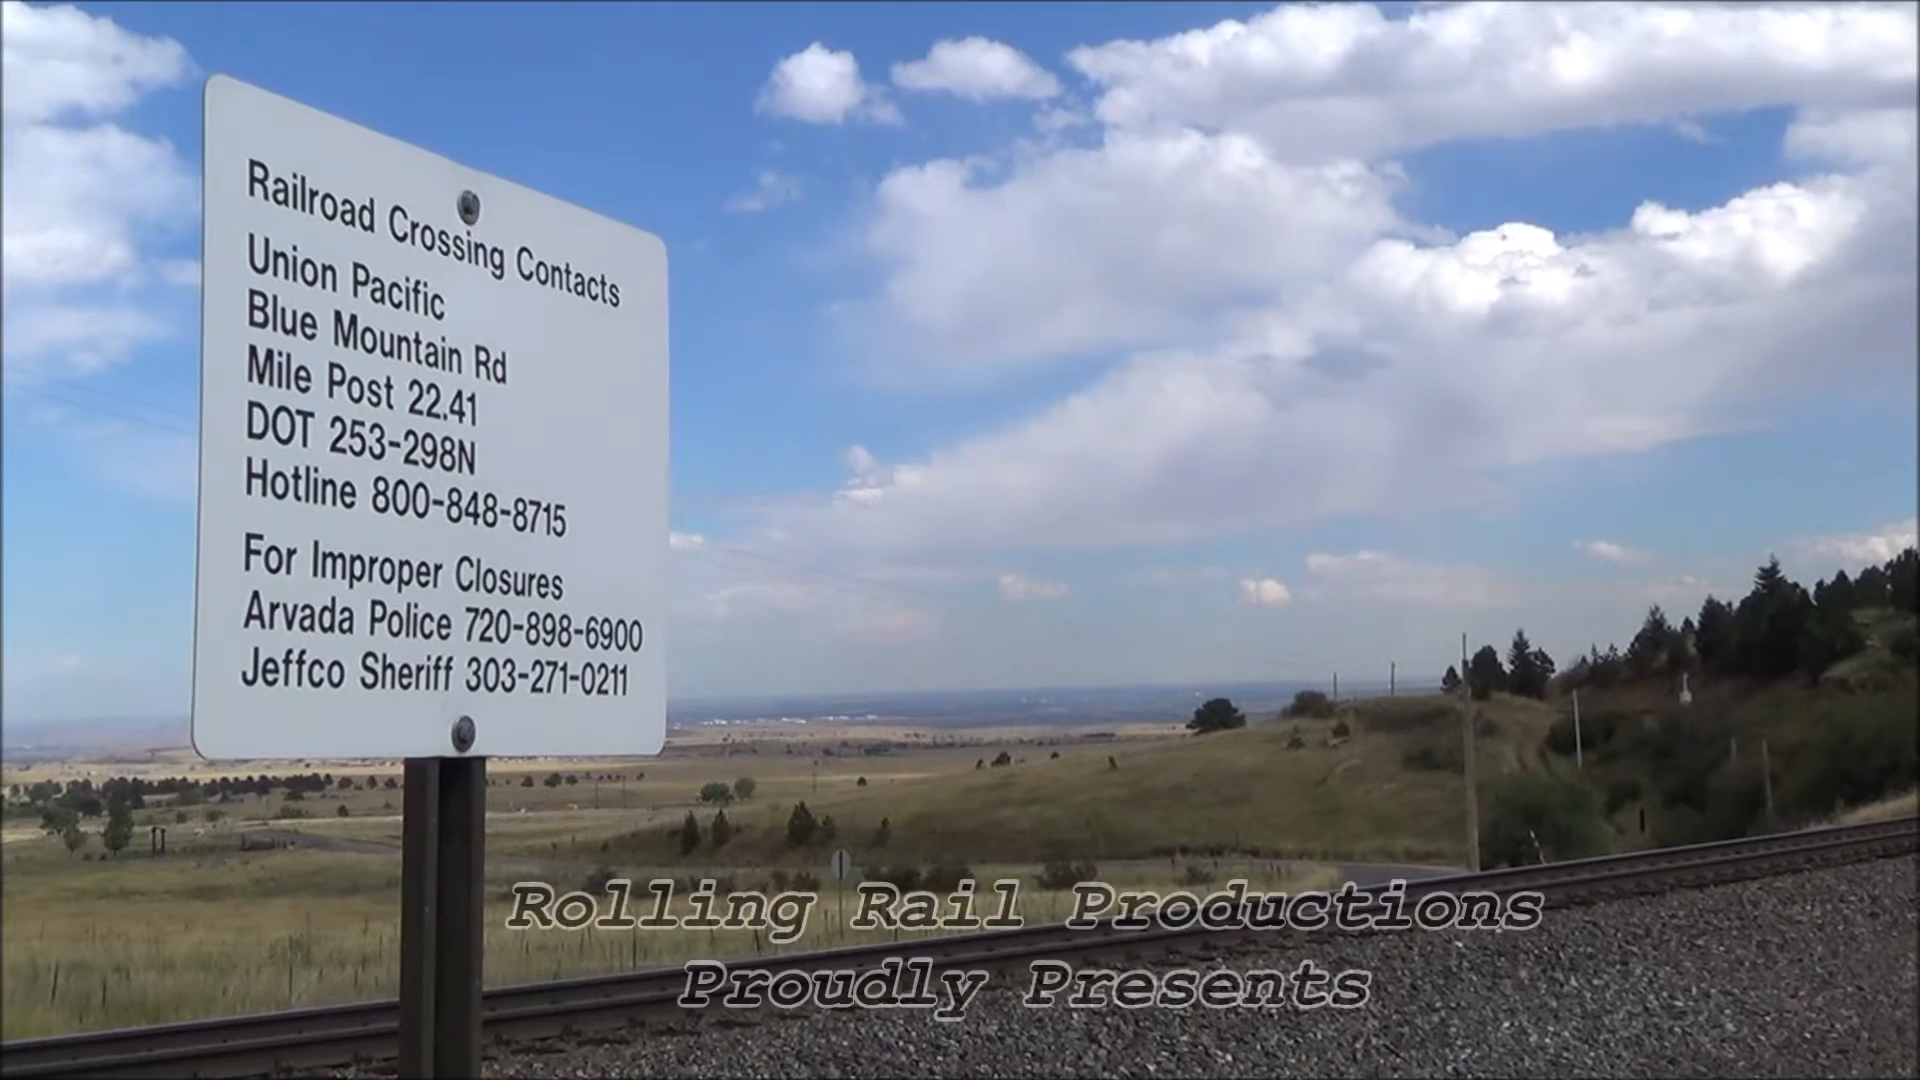 Railroad Crossing Contacts
Union Pacific
Blue Mountain Rd
Mile Post 22.41
DOT 253-298N
Hotline 800-848-8715
For Improper Closures
Arvada Police 720-898-6900
Jeffco Sheriff 303-271-0211
Rolling Rail Productions
Proudly Presents